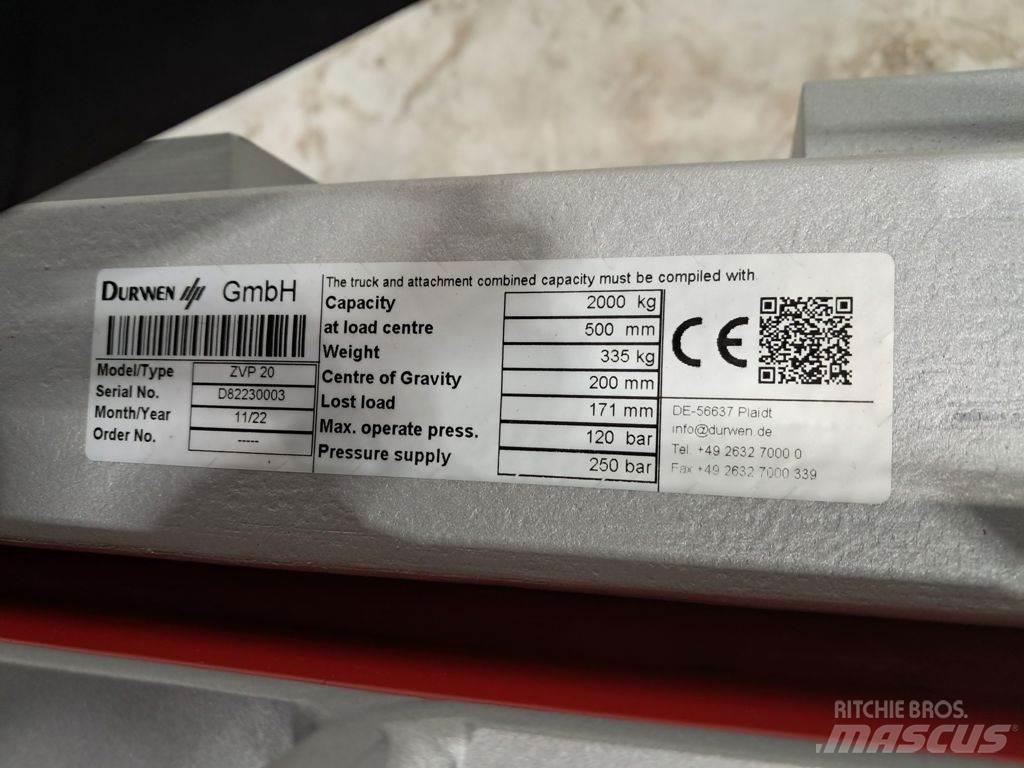 DURWEN GmbH
Model/Type ZVP 20
Serial No. D82230003
Month/Year 11/22
Order No. -----
The truck and attachment combined capacity must be compiled with.
Capacity 2000 kg
at load centre 500 mm
Weight 335 kg
Centre of Gravity 200 mm
Lost load 171 mm
Max. operate press. 120 bar
Pressure supply 250 bar
CE
DE-56637 Plaidt
info@durwen.de
Tel. +49 2632 7000 0
Fax +49 2632 7000 339
RITCHIE BROS.
MASCUS